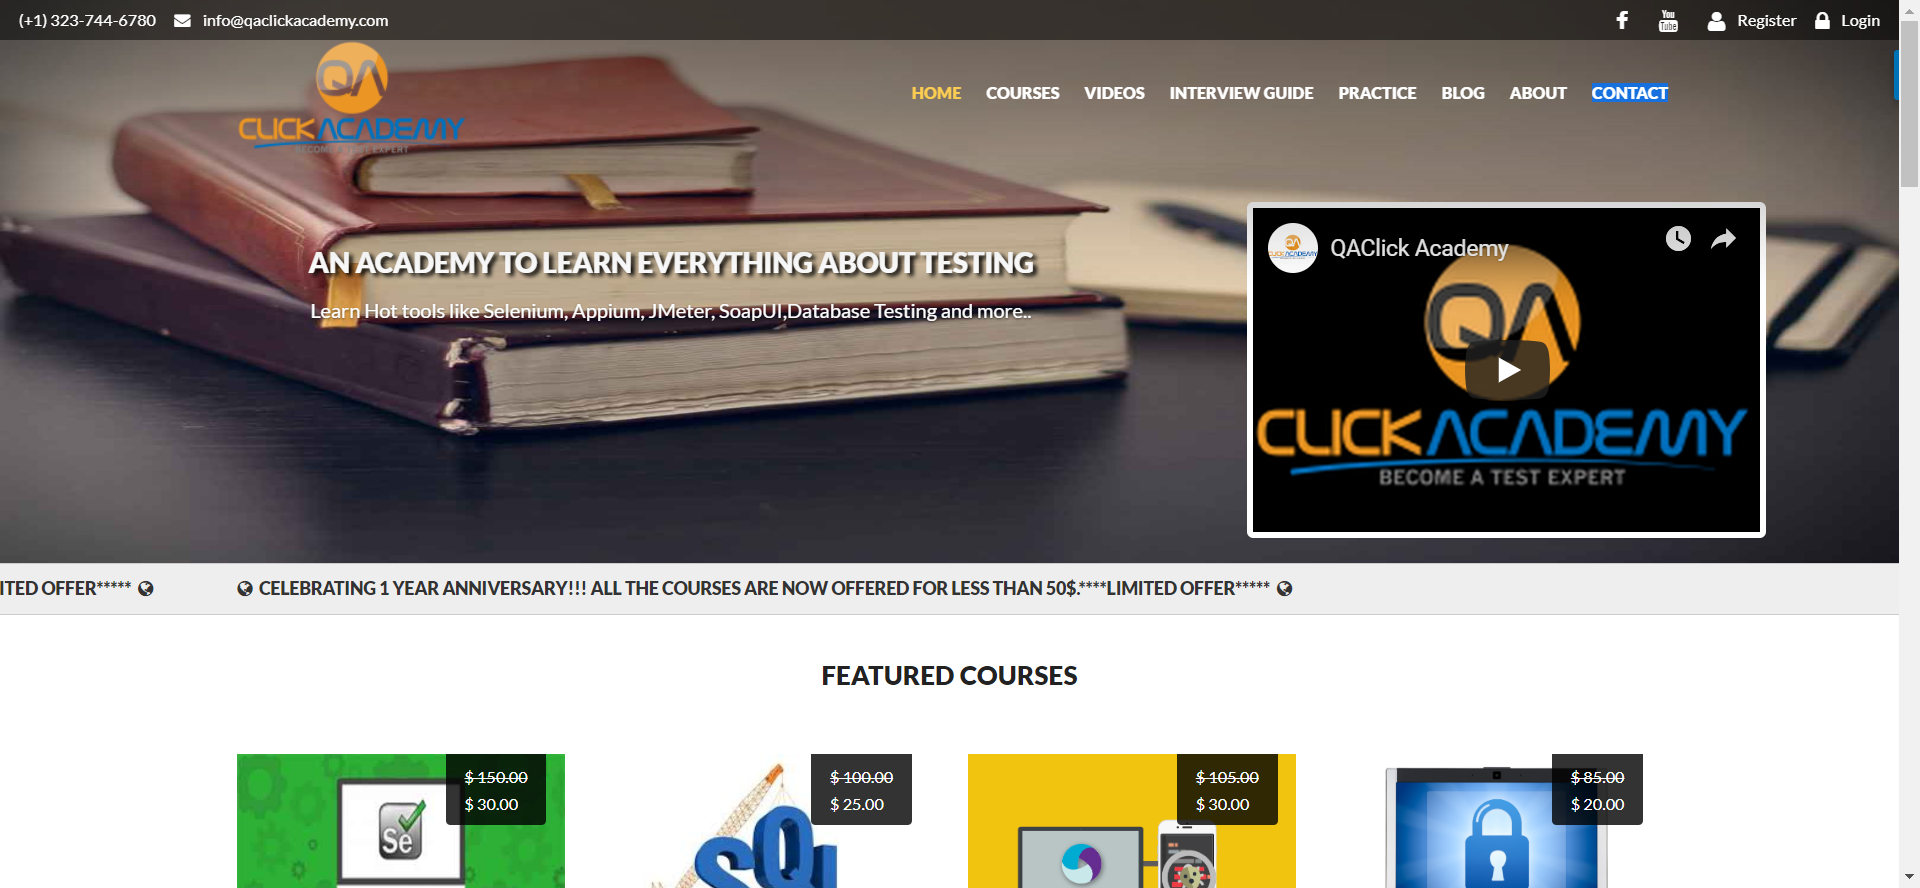 (+1) 323-744-6780 info@qaclickacademy.com Register Login
QA
CLICKACADEMY
BECOME A TEST EXPERT
HOME COURSES VIDEOS INTERVIEW GUIDE PRACTICE BLOG ABOUT CONTACT
AN ACADEMY TO LEARN EVERYTHING ABOUT TESTING
Learn Hot tools like Selenium, Appium, JMeter, SoapUI,Database Testing and more..
QAClick Academy
QA
CLICKACADEMY
BECOME A TEST EXPERT
ITED OFFER***** CELEBRATING 1 YEAR ANNIVERSARY!!! ALL THE COURSES ARE NOW OFFERED FOR LESS THAN 50$.****LIMITED OFFER*****
FEATURED COURSES
$ 150.00
$ 30.00
Se
$ 100.00
$ 25.00
SQL
$ 105.00
$ 30.00
$ 85.00
$ 20.00